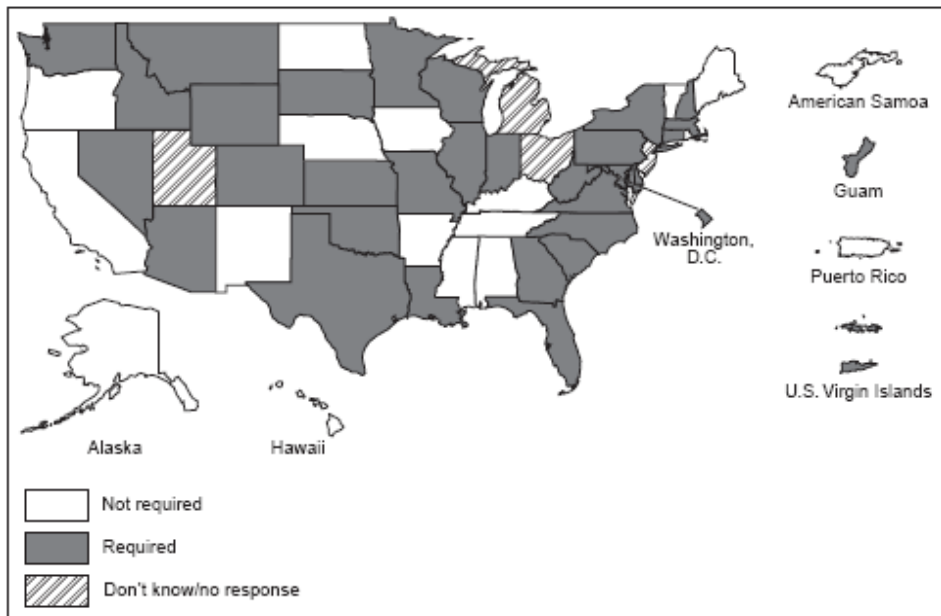 American Samoa
Guam
Washington,
D.C.
Puerto Rico
U.S. Virgin Islands
Alaska
Hawaii
Not required
Required
Don't know/no response